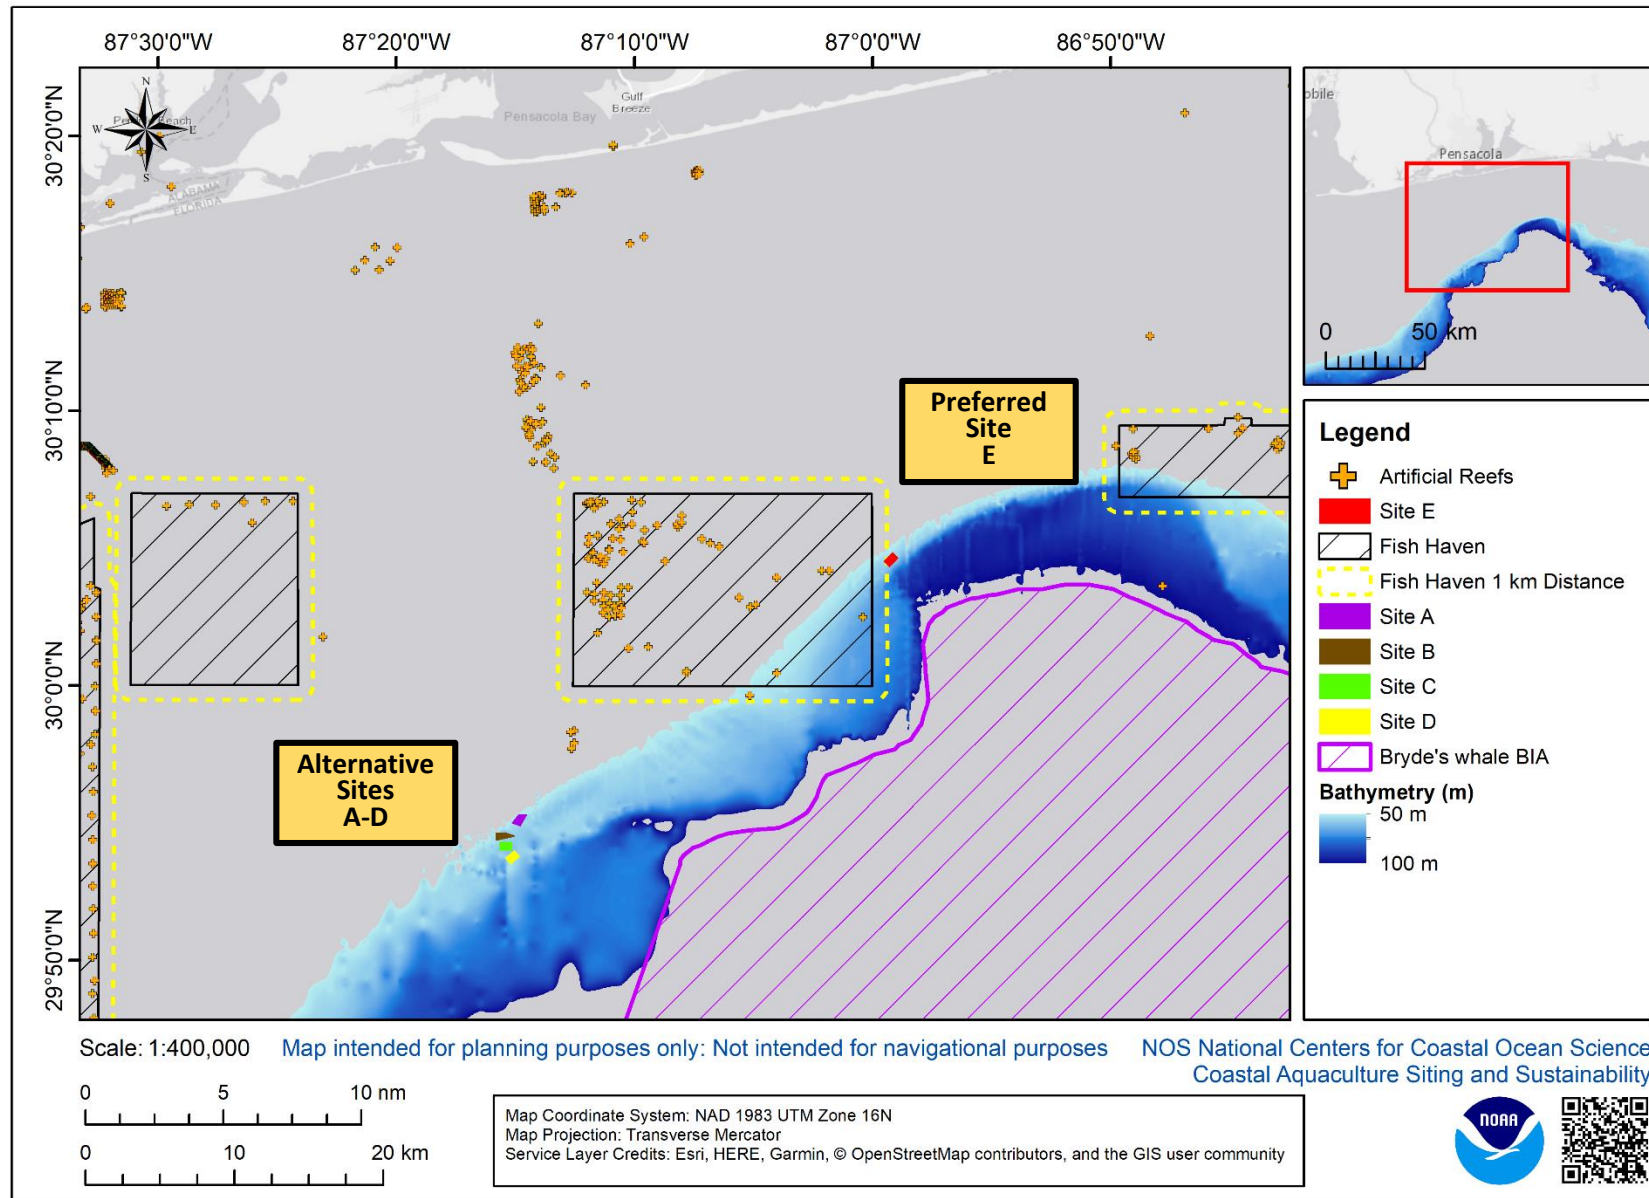 87°30'0"W 87°20'0"W 87°10'0"W 87°0'0"W 86°50'0"W
30°20'0"N
30°10'0"N
30°0'0"N
29°50'0"N
N
W E
S
Beach
ALABAMA
FLORIDA
Pensacola Bay
Gulf
Breeze
Preferred
Site
E
Alternative
Sites
A-D
obile
Pensacola
0 50 km
Legend
Artificial Reefs
Site E
Fish Haven
Fish Haven 1 km Distance
Site A
Site B
Site C
Site D
Bryde's whale BIA
Bathymetry (m)
50 m
100 m
Scale: 1:400,000 Map intended for planning purposes only: Not intended for navigational purposes
NOS National Centers for Coastal Ocean Science
Coastal Aquaculture Siting and Sustainability
0 5 10 nm
0 10 20 km
Map Coordinate System: NAD 1983 UTM Zone 16N
Map Projection: Transverse Mercator
Service Layer Credits: Esri, HERE, Garmin, © OpenStreetMap contributors, and the GIS user community
NOAA